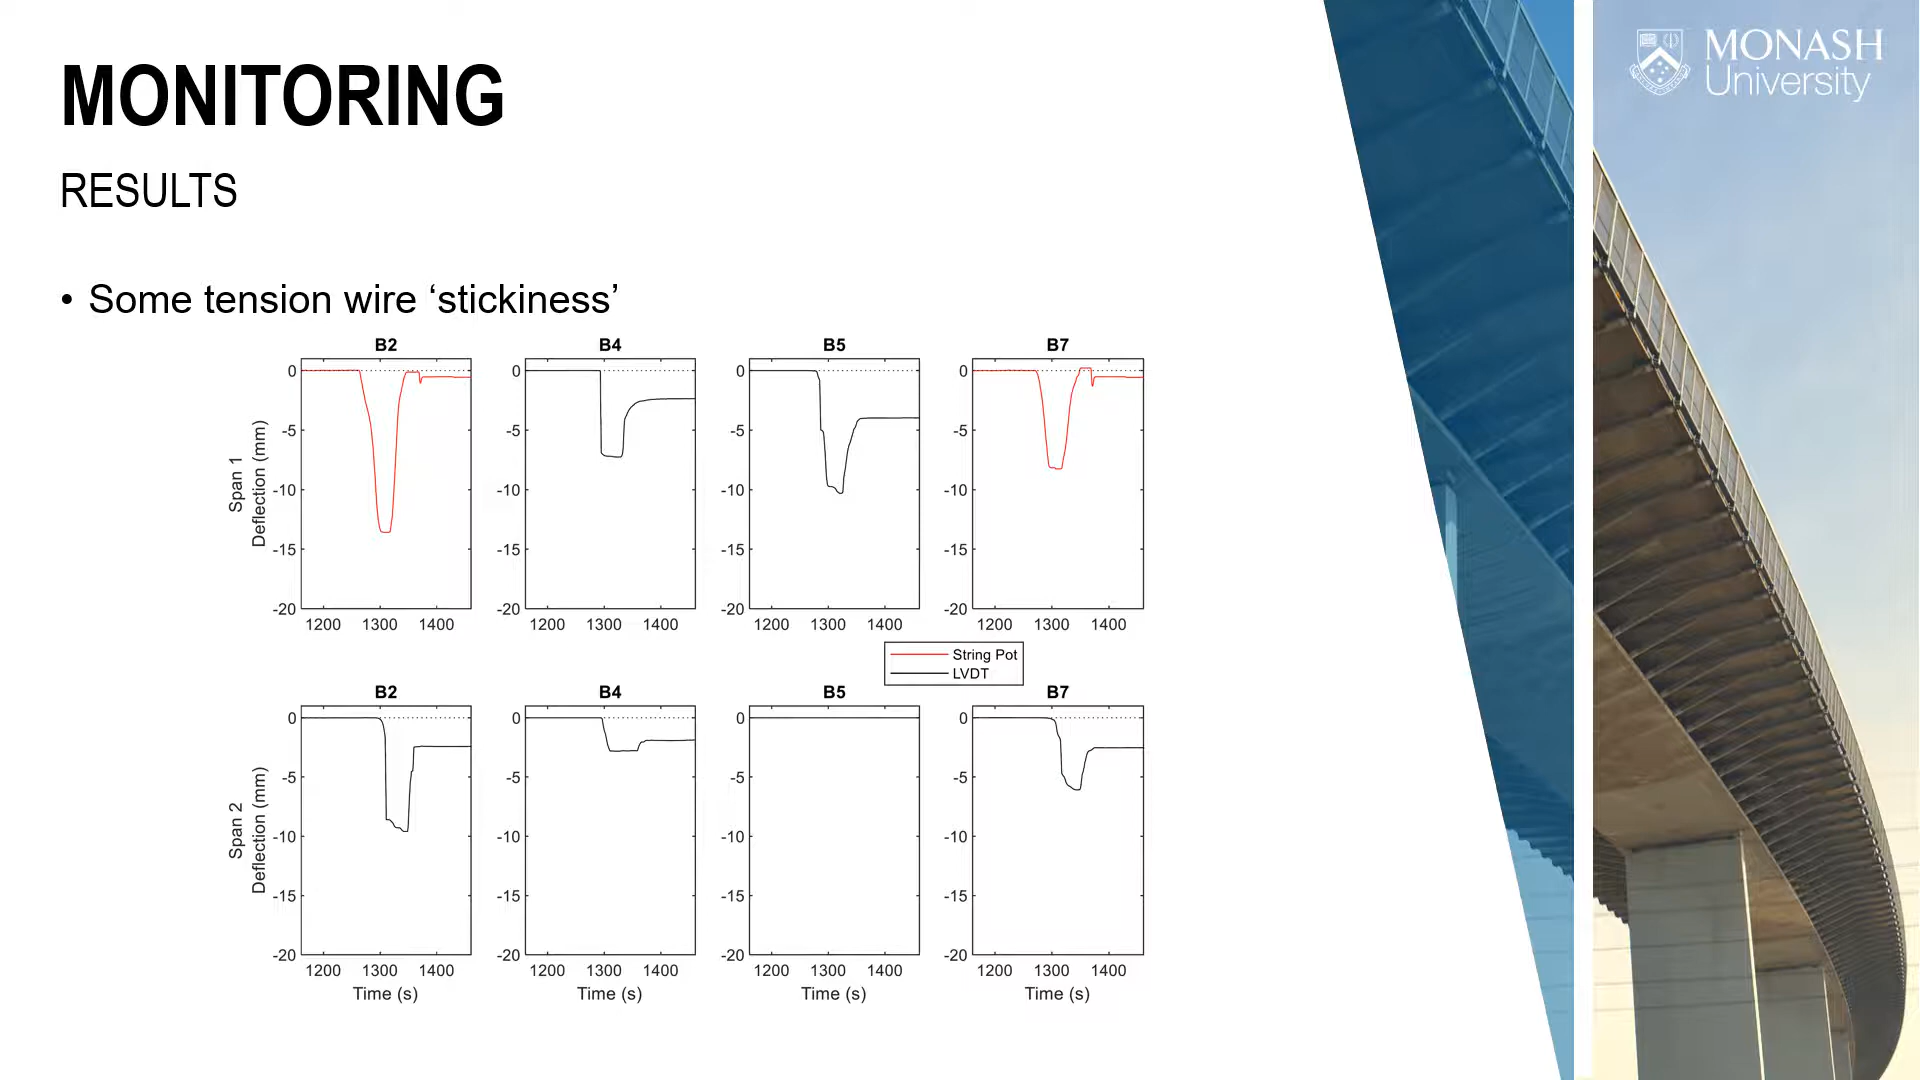 MONITORING
MONASH
University
RESULTS
• Some tension wire ‘stickiness’
B2 B4 B5 B7
Span 1
Deflection (mm)
0 -5 -10 -15 -20
1200 1300 1400
0 -5 -10 -15 -20
1200 1300 1400
0 -5 -10 -15 -20
1200 1300 1400
0 -5 -10 -15 -20
1200 1300 1400
String Pot
LVDT
B2 B4 B5 B7
Span 2
Deflection (mm)
0 -5 -10 -15 -20
1200 1300 1400
Time (s)
0 -5 -10 -15 -20
1200 1300 1400
Time (s)
0 -5 -10 -15 -20
1200 1300 1400
Time (s)
0 -5 -10 -15 -20
1200 1300 1400
Time (s)